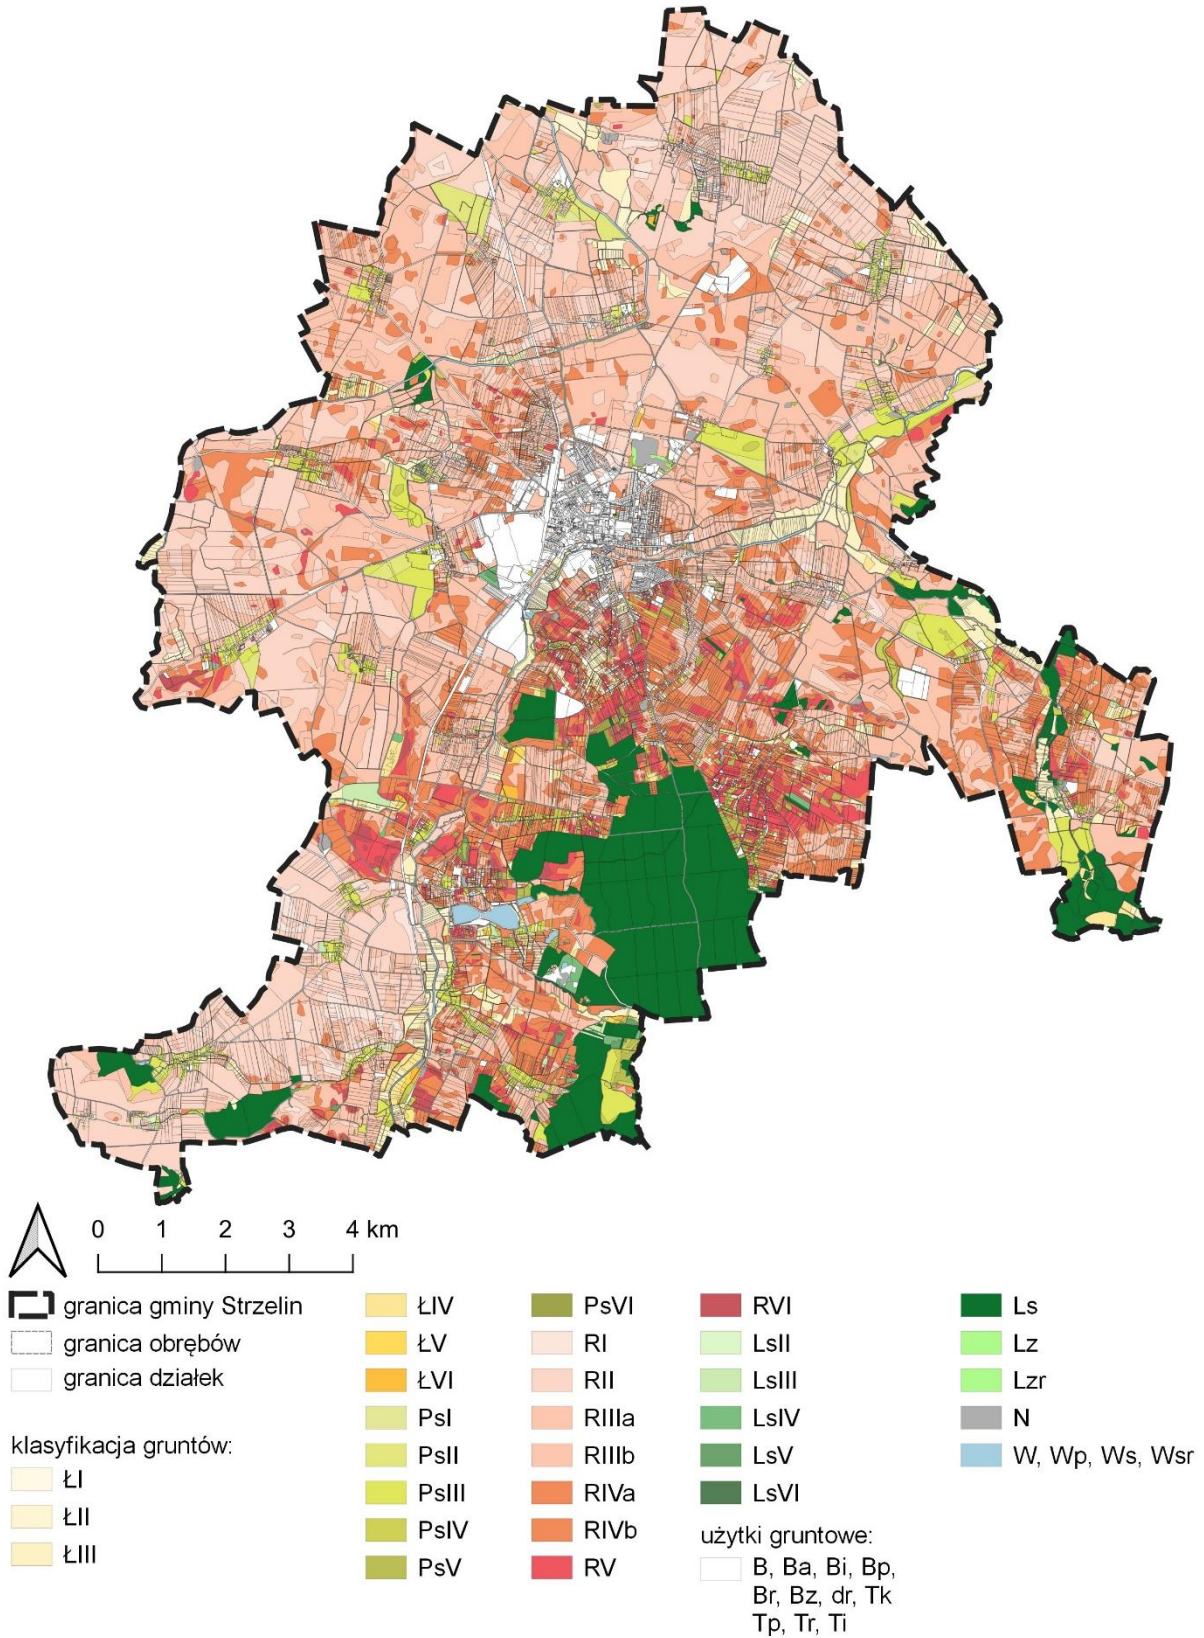 0 1 2 3 4 km
granica gminy Strzelin
granica obrębów
granica działek
klasyfikacja gruntów:
ŁI
ŁII
ŁIII
ŁIV
ŁV
ŁVI
PsI
PsII
PsIII
PsIV
PsV
PsVI
RI
RII
RIIIa
RIIIb
RIVa
RIVb
RV
RVI
LsII
LsIII
LsIV
LsV
LsVI
użytki gruntowe:
B, Ba, Bi, Bp,
Br, Bz, dr, Tk
Tp, Tr, Ti
Ls
Lz
Lzr
N
W, Wp, Ws, Wsr